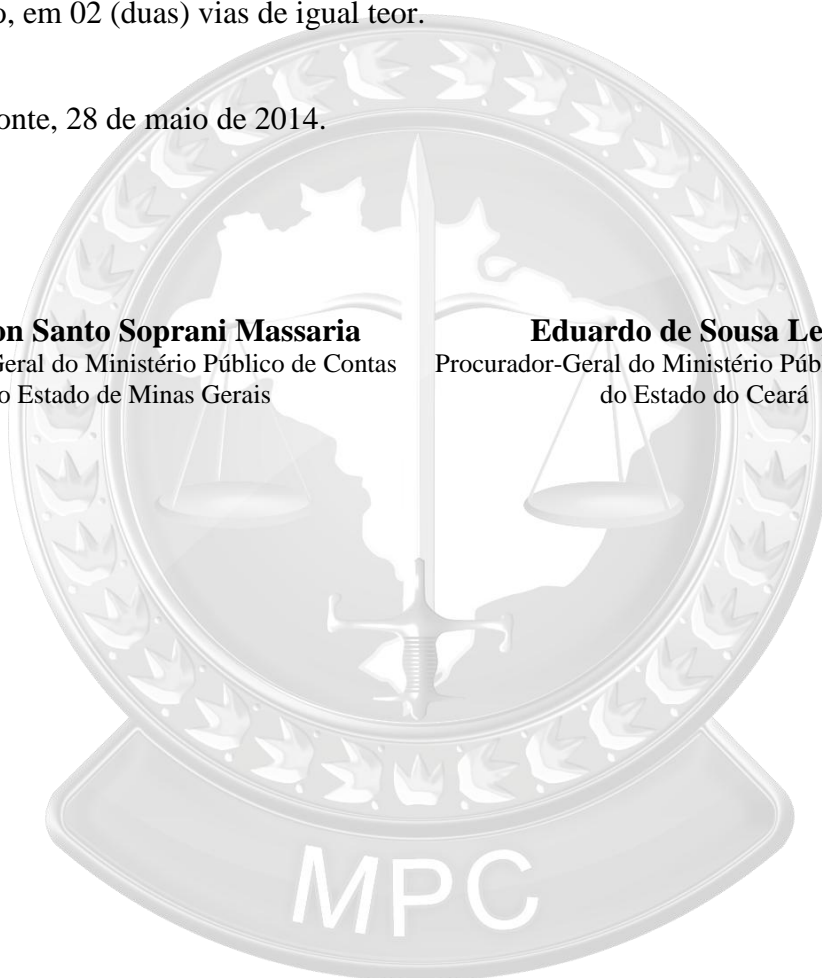 o, em 02 (duas) vias de igual teor.
onte, 28 de maio de 2014.
on Santo Soprani Massaria
Geral do Ministério Público de Contas
o Estado de Minas Gerais
Eduardo de Sousa Le
Procurador-Geral do Ministério Púb
do Estado do Ceará
MPC